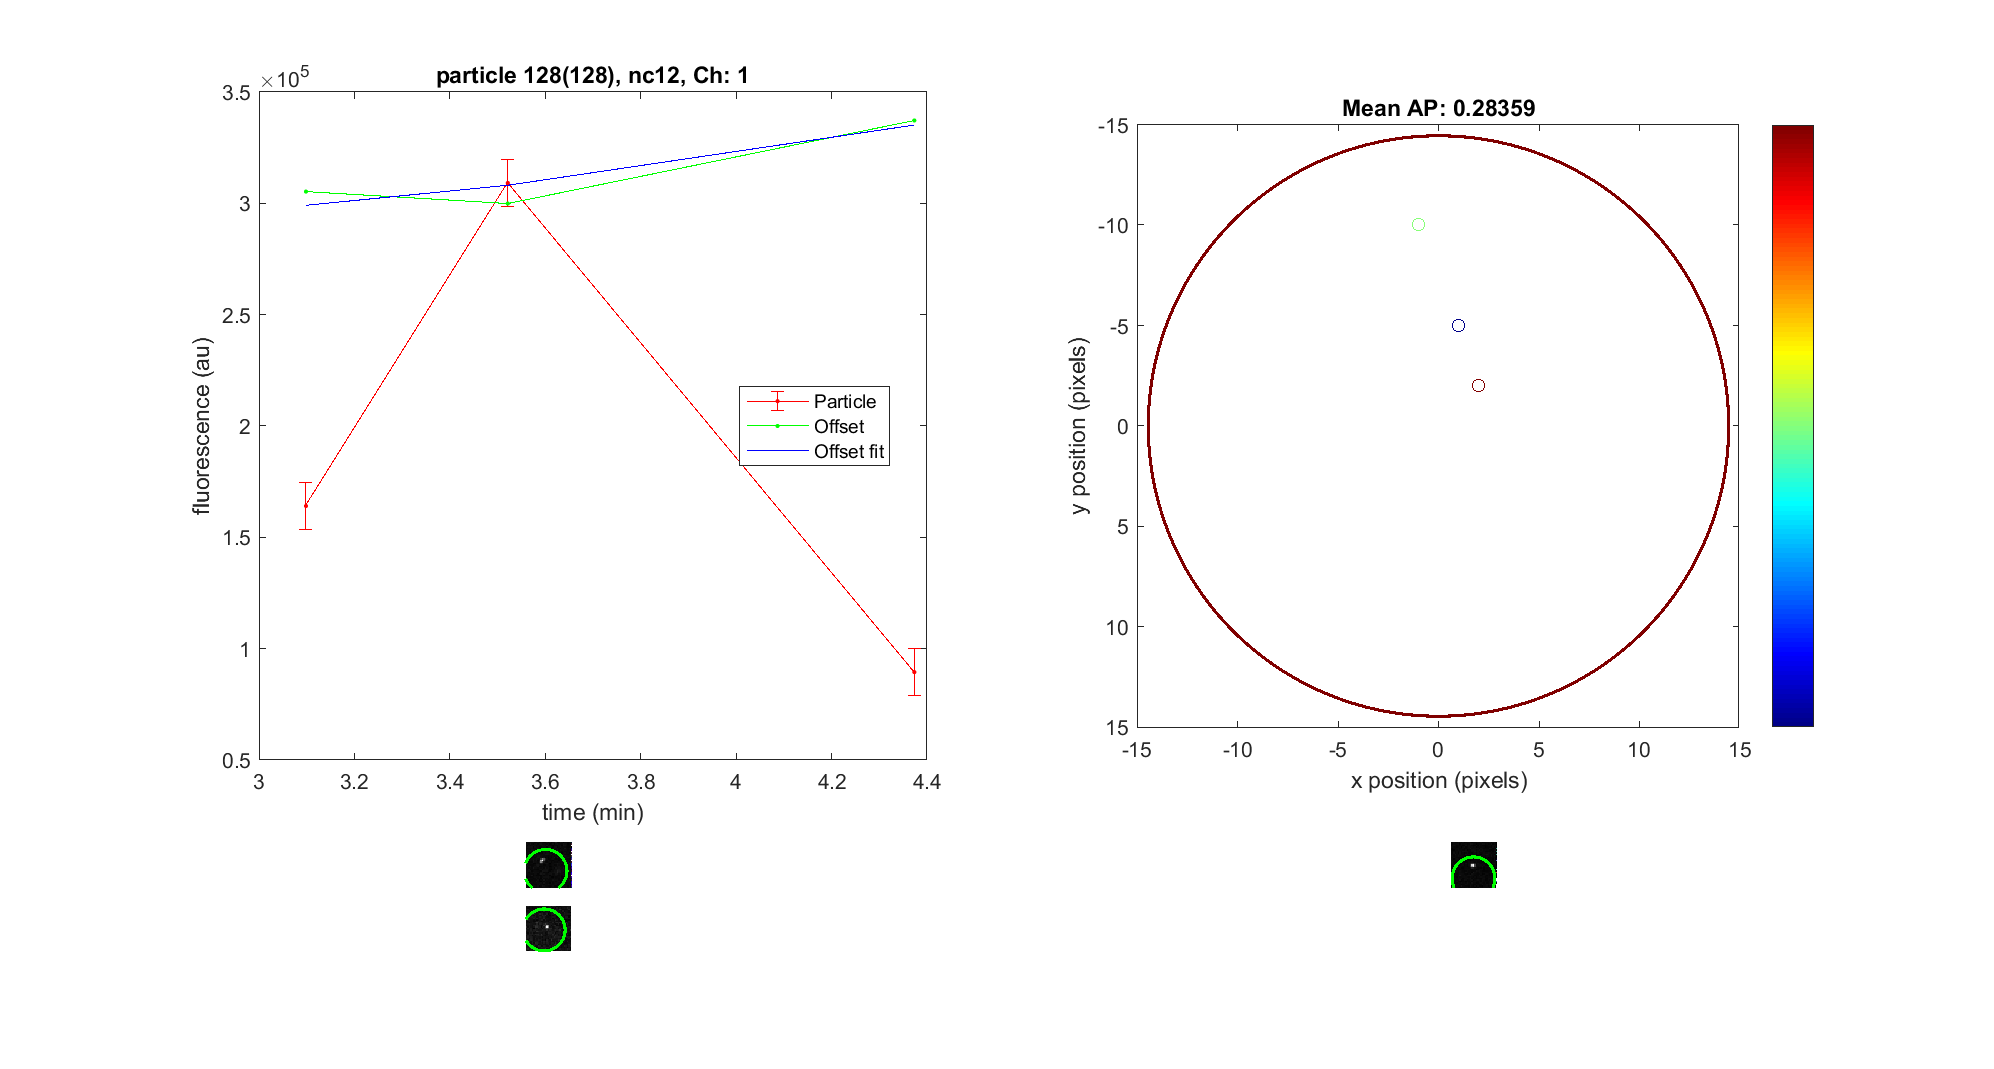 particle 128(128), nc12, Ch: 1
×10^5
3.5
3
2.5
2
1.5
1
0.5
fluorescence (au)
3 3.2 3.4 3.6 3.8 4 4.2 4.4
time (min)
Particle
Offset
Offset fit
Mean AP: 0.28359
-15
-10
-5
0
5
10
15
y position (pixels)
-15 -10 -5 0 5 10 15
x position (pixels)